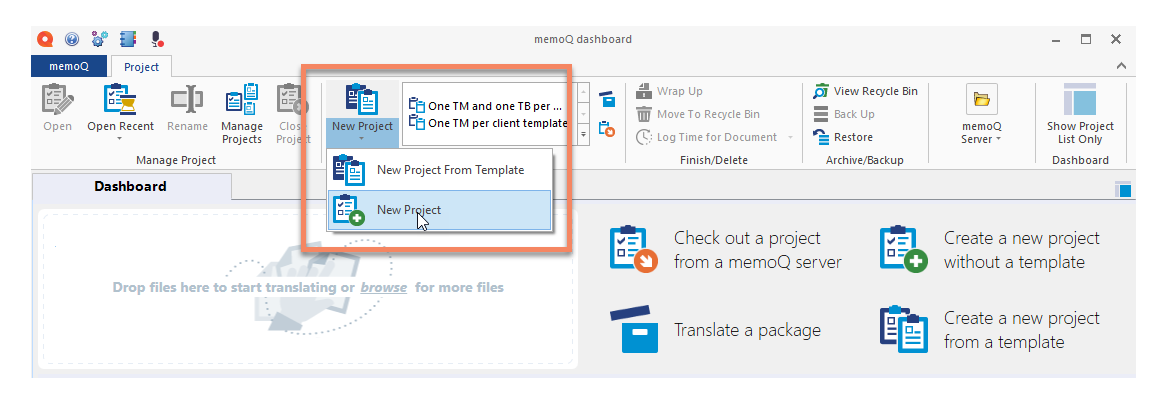 memoQ dashboard
memoQ
Project
Open
Open Recent
Rename
Manage
Projects
Close
Project
Manage Project
New Project
One TM and one TB per ...
One TM per client template
New Project From Template
New Project
Wrap Up
Move To Recycle Bin
Log Time for Document
Finish/Delete
View Recycle Bin
Back Up
Restore
Archive/Backup
memoQ
Server
Show Project
List Only
Dashboard
Dashboard
Drop files here to start translating or browse for more files
Check out a project
from a memoQ server
Create a new project
without a template
Translate a package
Create a new project
from a template